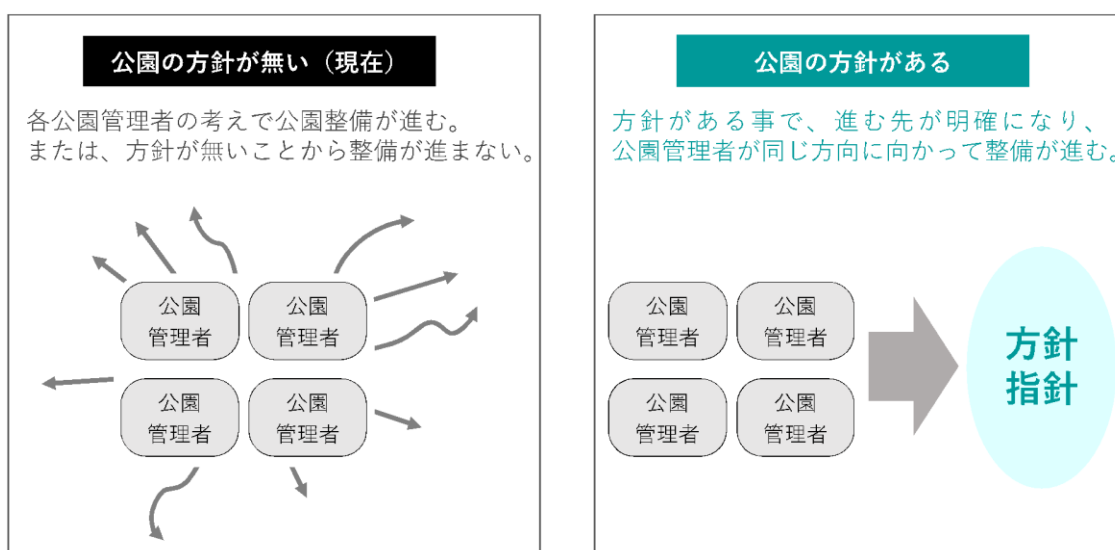 公園の方針が無い（現在）
各公園管理者の考えで公園整備が進む。
または、方針が無いことから整備が進まない。
公園
管理者
公園
管理者
公園
管理者
公園
管理者
公園の方針がある
方針がある事で、進む先が明確になり、
公園管理者が同じ方向に向かって整備が進む。
公園
管理者
公園
管理者
公園
管理者
公園
管理者
方針
指針